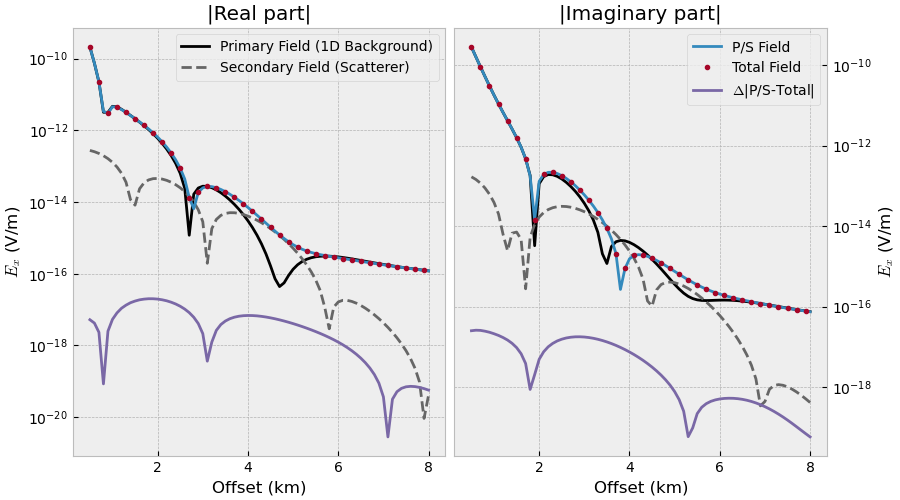 |Real part|
|Imaginary part|
Primary Field (1D Background)
Secondary Field (Scatterer)
P/S Field
Total Field
Δ|P/S-Total|
10⁻¹⁰
10⁻¹²
10⁻¹⁴
10⁻¹⁶
10⁻¹⁸
10⁻²⁰
Eₓ (V/m)
10⁻¹⁰
10⁻¹²
10⁻¹⁴
10⁻¹⁶
10⁻¹⁸
Eₓ (V/m)
2 4 6 8
2 4 6 8
Offset (km)
Offset (km)